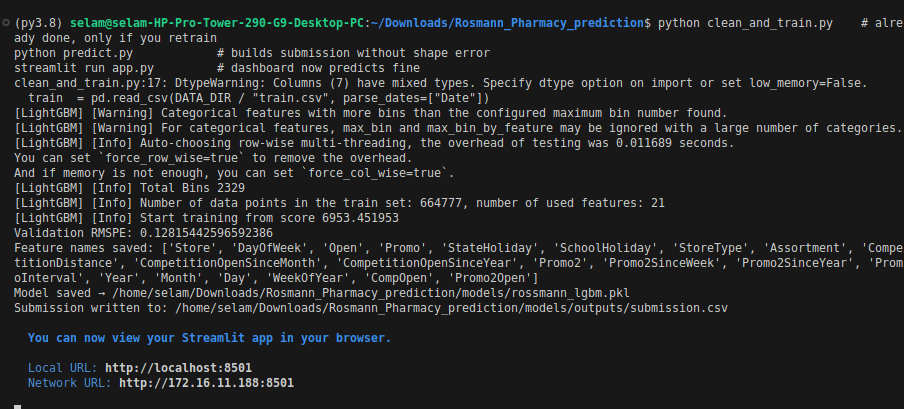 (py3.8) selam@selam-HP-Pro-Tower-290-G9-Desktop-PC:~/Downloads/Rosmann_Pharmacy_prediction$ python clean_and_train.py    # alre
ady done, only if you retrain
python predict.py            # builds submission without shape error
streamlit run app.py         # dashboard now predicts fine
clean_and_train.py:17: DtypeWarning: Columns (7) have mixed types. Specify dtype option on import or set low_memory=False.
  train  = pd.read_csv(DATA_DIR / "train.csv", parse_dates=["Date"])
[LightGBM] [Warning] Categorical features with more bins than the configured maximum bin number found.
[LightGBM] [Warning] For categorical features, max_bin and max_bin_by_feature may be ignored with a large number of categories.
[LightGBM] [Info] Auto-choosing row-wise multi-threading, the overhead of testing was 0.011689 seconds.
You can set `force_row_wise=true` to remove the overhead.
And if memory is not enough, you can set `force_col_wise=true`.
[LightGBM] [Info] Total Bins 2329
[LightGBM] [Info] Number of data points in the train set: 664777, number of used features: 21
[LightGBM] [Info] Start training from score 6953.451953
Validation RMSPE: 0.12815442596592386
Feature names saved: ['Store', 'DayOfWeek', 'Open', 'Promo', 'StateHoliday', 'SchoolHoliday', 'StoreType', 'Assortment', 'Compe
titionDistance', 'CompetitionOpenSinceMonth', 'CompetitionOpenSinceYear', 'Promo2', 'Promo2SinceWeek', 'Promo2SinceYear', 'Prom
oInterval', 'Year', 'Month', 'Day', 'WeekOfYear', 'CompOpen', 'Promo2Open']
Model saved → /home/selam/Downloads/Rosmann_Pharmacy_prediction/models/rossmann_lgbm.pkl
Submission written to: /home/selam/Downloads/Rosmann_Pharmacy_prediction/models/outputs/submission.csv
You can now view your Streamlit app in your browser.
Local URL: http://localhost:8501
Network URL: http://172.16.11.188:8501